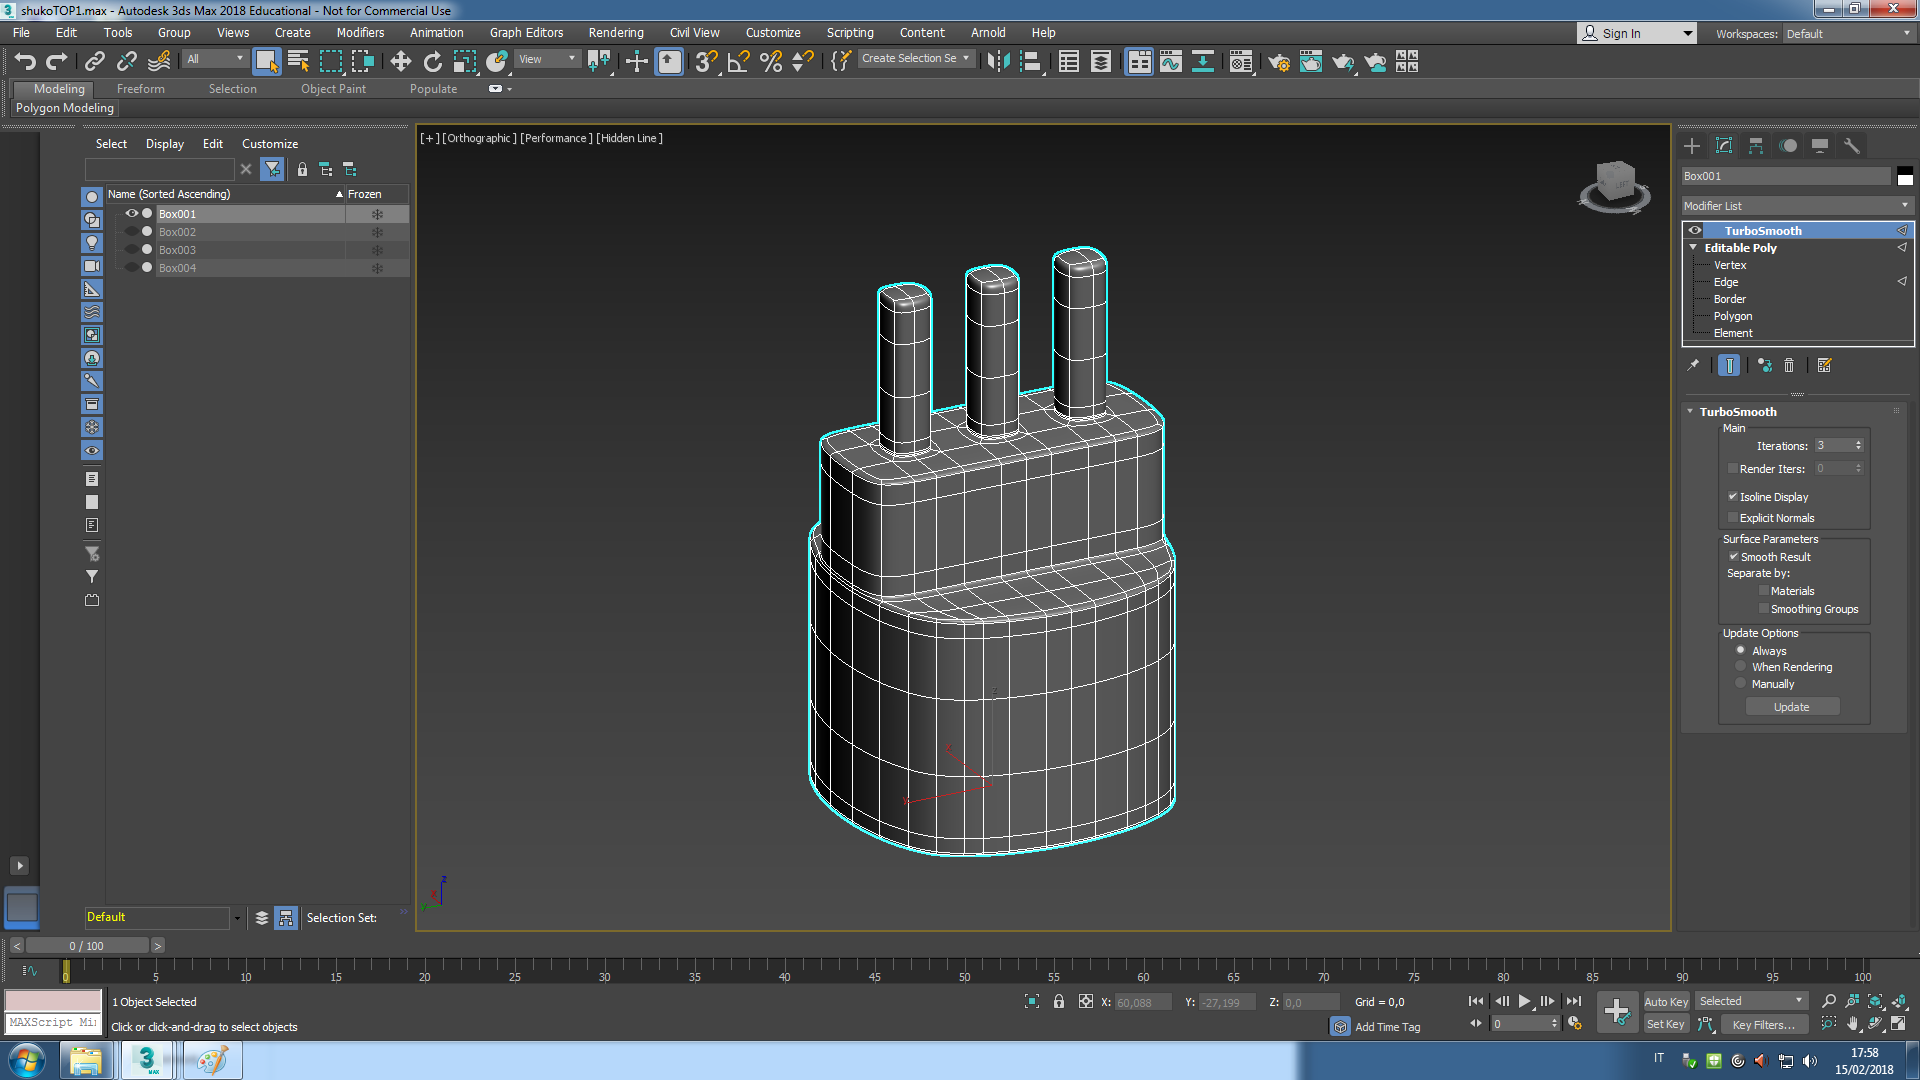 shukoTOP1.max - Autodesk 3ds Max 2018 Educational - Not for Commercial Use
File Edit Tools Group Views Create Modifiers Animation Graph Editors Rendering Civil View Customize Scripting Content Arnold Help
Sign In Workspaces: Default
All View Create Selection Se
Modeling Freeform Selection Object Paint Populate
Polygon Modeling
Select Display Edit Customize
Name (Sorted Ascending) Frozen
Box001
Box002
Box003
Box004
[+] [Orthographic] [Performance] [Hidden Line]
Box001
Modifier List
TurboSmooth
Editable Poly
Vertex
Edge
Border
Polygon
Element
TurboSmooth
Main
Iterations: 3
Render Iters: 0
Isoline Display
Explicit Normals
Surface Parameters
Smooth Result
Separate by:
Materials
Smoothing Groups
Update Options
Always
When Rendering
Manually
Update
Default Selection Set:
< 0 / 100 >
0 5 10 15 20 25 30 35 40 45 50 55 60 65 70 75 80 85 90 95 100
1 Object Selected X: 60,088 Y: -27,199 Z: 0,0 Grid = 0,0 Auto Key Selected
MAXScript Mi
Click or click-and-drag to select objects Add Time Tag 0 Set Key Key Filters...
IT 17:58
15/02/2018